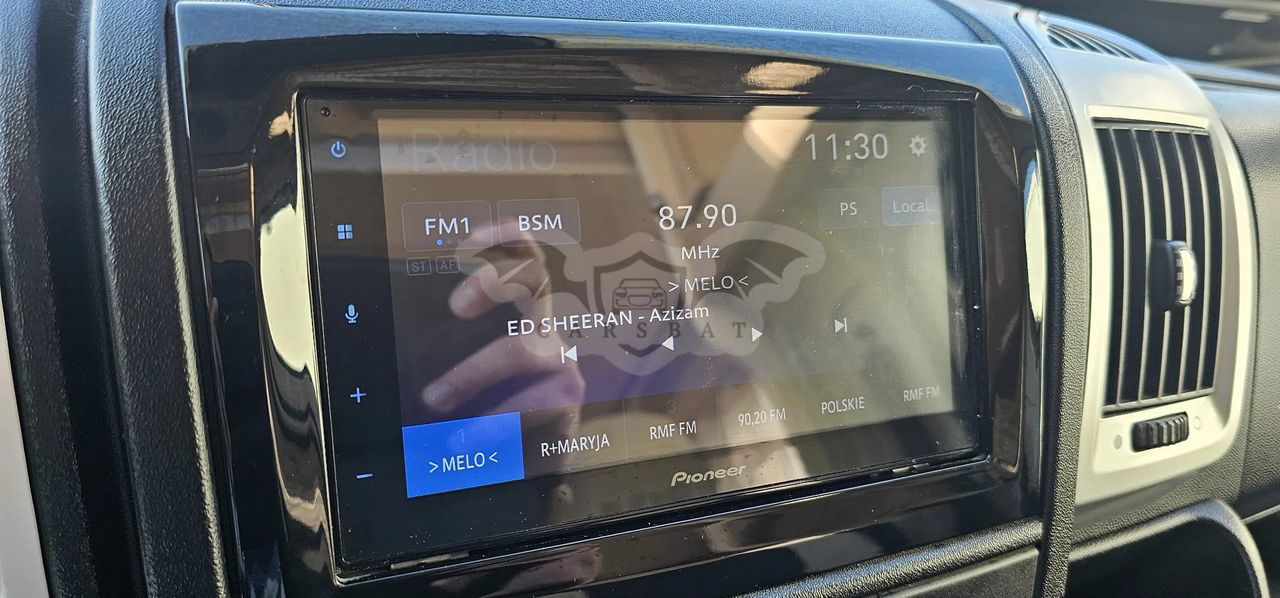 Radio
11:30
FM1
BSM
87.90
PS
Local
MHz
ST
AF
> MELO <
ED SHEERAN - Azizam
CARSBAT
1
3
> MELO <
R+MARYJA
RMF FM
90,20 FM
POLSKIE
RMF FM
Pioneer